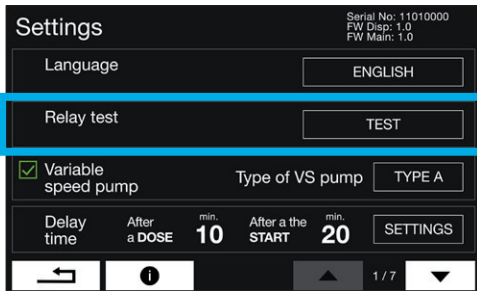 Settings
Serial No: 11010000
FW Disp: 1.0
FW Main: 1.0
Language
ENGLISH
Relay test
TEST
Variable
speed pump
Type of VS pump
TYPE A
Delay
time
After
a DOSE
min.
10
After a the
START
min.
20
SETTINGS
1/7